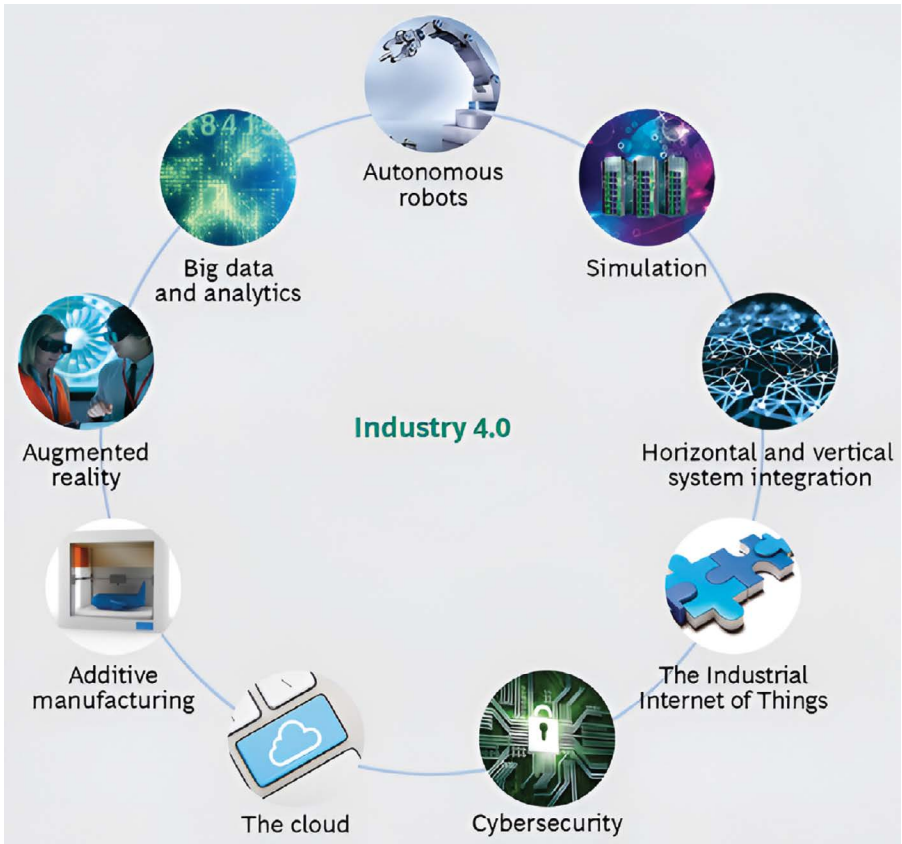 Autonomous
robots
Simulation
Horizontal and vertical
system integration
The Industrial
Internet of Things
Cybersecurity
The cloud
Additive
manufacturing
Augmented
reality
Big data
and analytics
Industry 4.0